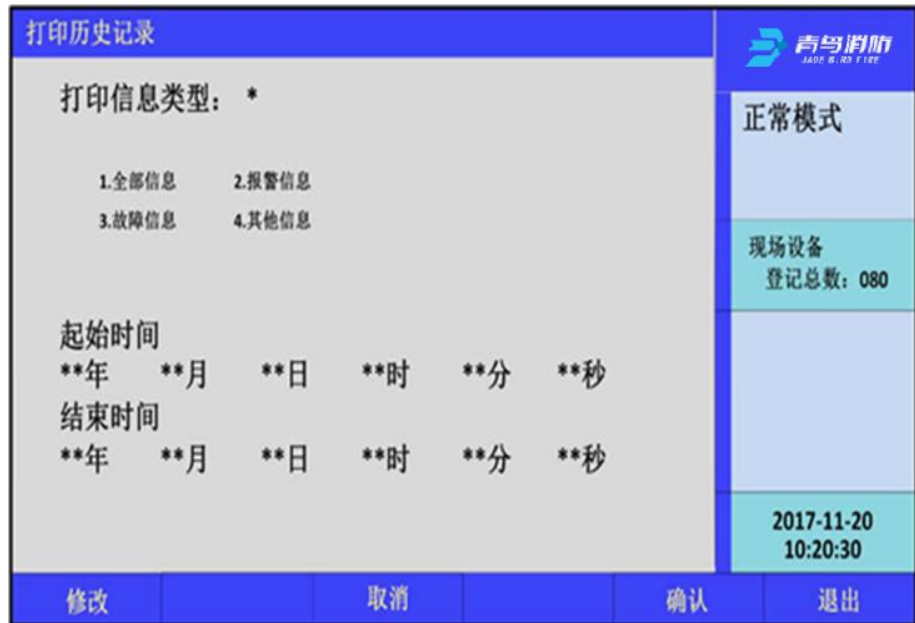 打印历史记录
青鸟消防
JADE BIRD FIRE
打印信息类型： *
正常模式
1.全部信息 2.报警信息
3.故障信息 4.其他信息
现场设备
登记总数：080
起始时间
**年 **月 **日 **时 **分 **秒
结束时间
**年 **月 **日 **时 **分 **秒
2017-11-20
10:20:30
修改 取消 确认 退出